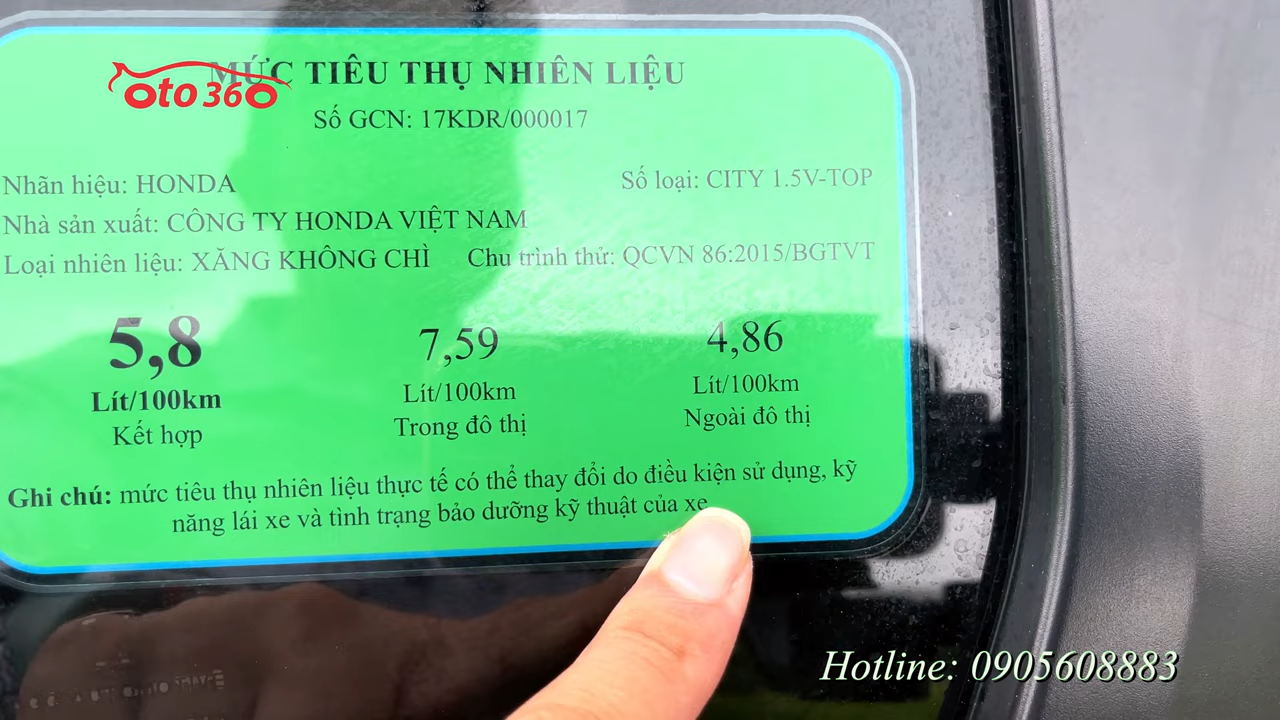 MỨC TIÊU THỤ NHIÊN LIỆU
OTO 360
Số GCN: 17KDR/000017
Nhãn hiệu: HONDA
Số loại: CITY 1.5V-TOP
Nhà sản xuất: CÔNG TY HONDA VIỆT NAM
Loại nhiên liệu: XĂNG KHÔNG CHÌ
Chu trình thử: QCVN 86:2015/BGTVT
5,8
Lít/100km
Kết hợp
7,59
Lít/100km
Trong đô thị
4,86
Lít/100km
Ngoài đô thị
Ghi chú: mức tiêu thụ nhiên liệu thực tế có thể thay đổi do điều kiện sử dụng, kỹ
năng lái xe và tình trạng bảo dưỡng kỹ thuật của xe
Hotline: 0905608883